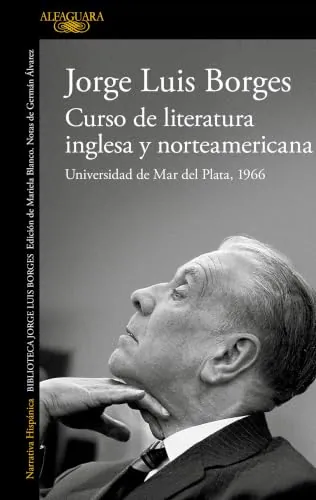 ALFAGUARA
Jorge Luis Borges
Curso de literatura
inglesa y norteamericana
Universidad de Mar del Plata, 1966
Narrativa Hispánica
BIBLIOTECA JORGE LUIS BORGES Edición de Mariela Blanco. Notas de Germán Álvarez